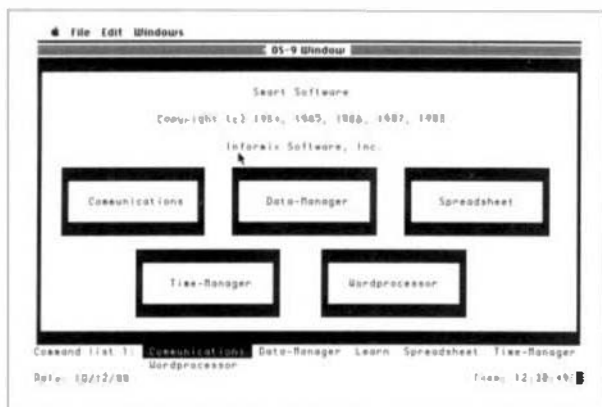 File Edit Windows
OS-9 Window
Smart Software
Copyright (c) 1984, 1985, 1986, 1987, 1988
Informix Software, Inc.
Communications Data-Manager Spreadsheet
Time-Manager Wordprocessor
Command list 1: Communications Data-Manager Learn Spreadsheet Time-Manager
Wordprocessor
Date: 10/12/88 Time: 12:38:49